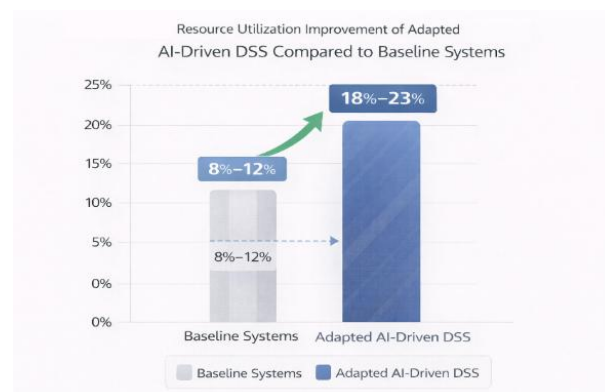 Resource Utilization Improvement of Adapted
AI-Driven DSS Compared to Baseline Systems
25%
20%
15%
10%
5%
0%
0%
18%–23%
8%–12%
8%–12%
Baseline Systems
Adapted AI-Driven DSS
Baseline Systems
Adapted AI-Driven DSS